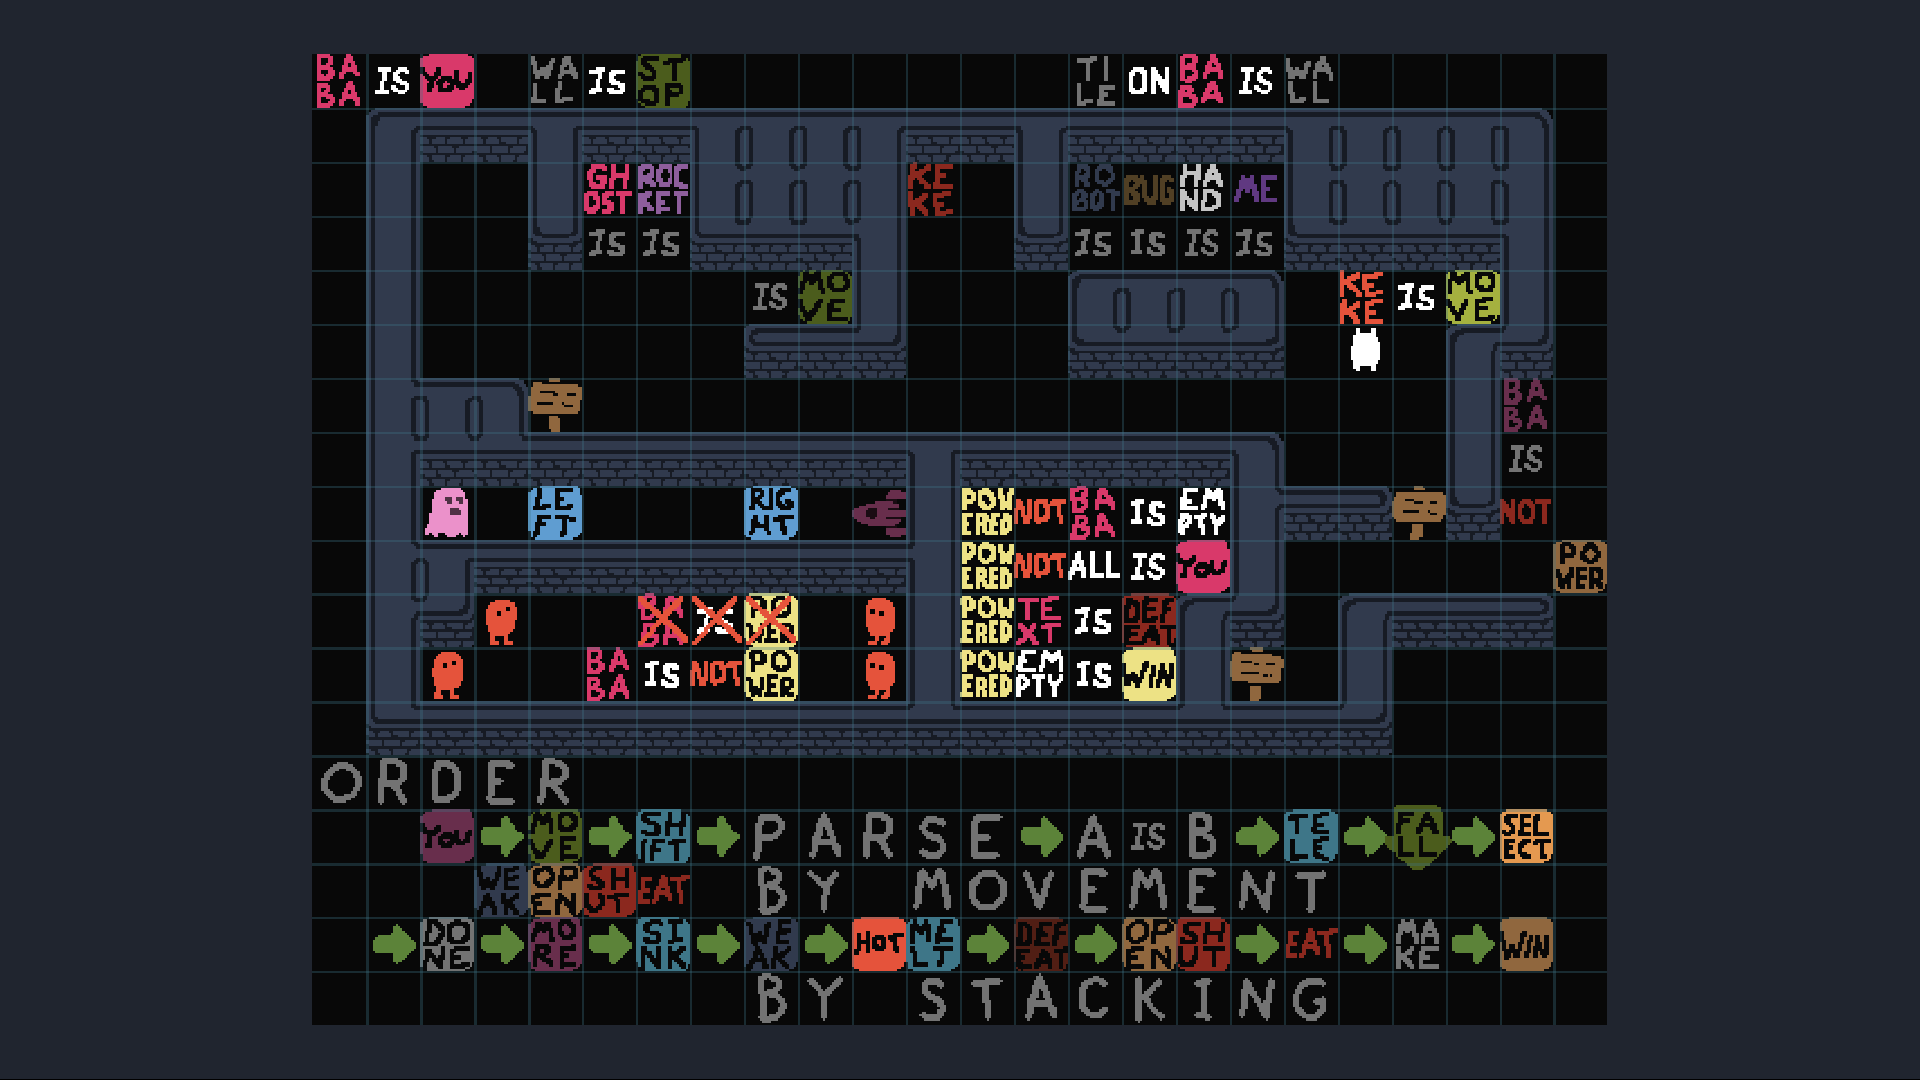 BABA IS YOU WALL IS STOP TILE ON BABA IS WALL
GHOST ROCKET KEKE ROBOT BUG HAND ME
IS IS IS IS IS IS
IS MOVE KEKE IS MOVE
BABA
IS
LEFT RIGHT POWERED NOT BABA IS EMPTY NOT
POWERED NOT ALL IS YOU POWER
BABA IS POWER POWERED TEXT IS DEFEAT
BABA IS NOT POWER POWERED EMPTY IS WIN
ORDER
YOU MOVE SHIFT PARSE A IS B TELE FALL SELECT
WEAK OPEN SHUT EAT BY MOVEMENT
DONE MORE SINK WEAK HOT MELT DEFEAT OPEN SHUT EAT MAKE WIN
BY STACKING